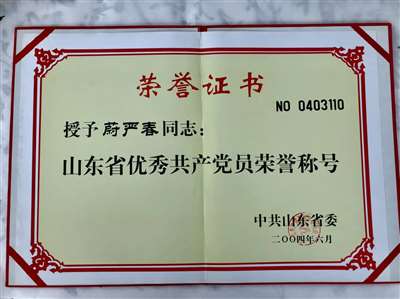 荣誉证书
NO 0403110
授予蔚严春同志：
山东省优秀共产党员荣誉称号
中共山东省委
二〇〇四年六月